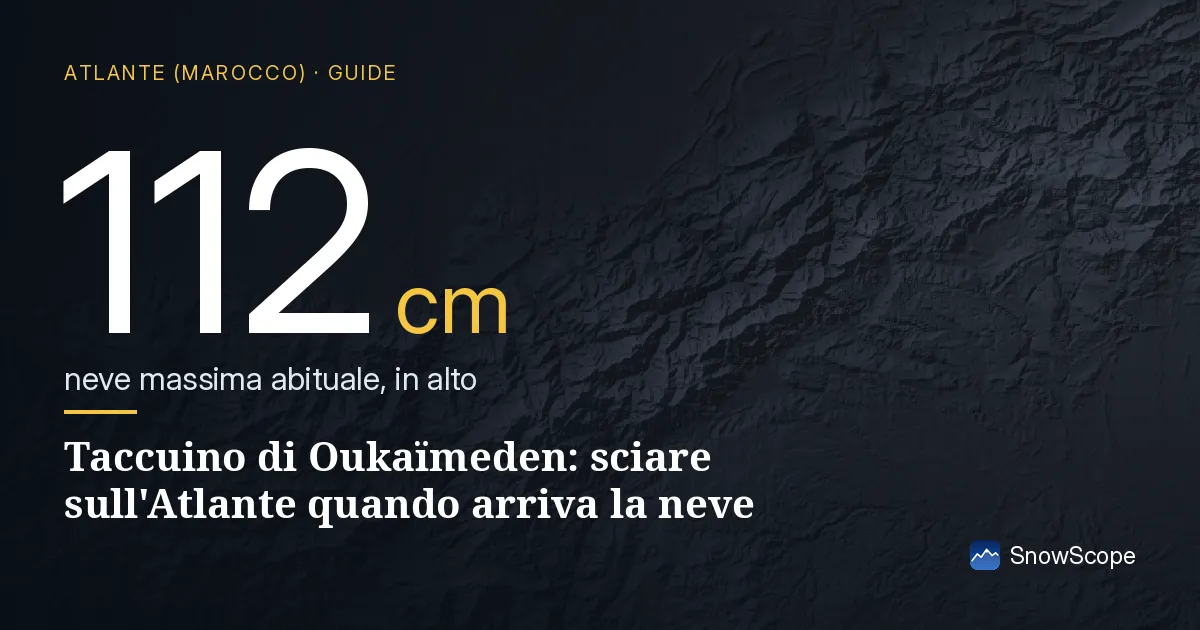 ATLANTE (MAROCCO) · GUIDE
112 cm
neve massima abituale, in alto
Taccuino di Oukaïmeden: sciare
sull'Atlante quando arriva la neve
SnowScope